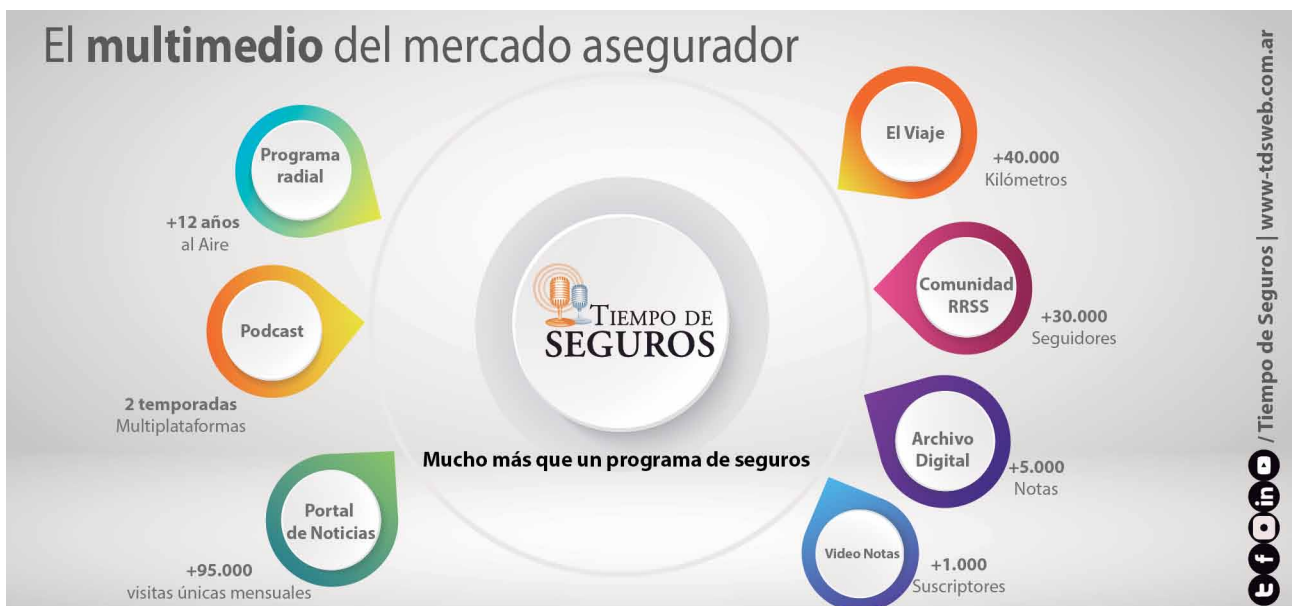 El multimedio del mercado asegurador
Programa
radial
+12 años
al Aire
Podcast
2 temporadas
Multiplataformas
Portal
de Noticias
+95.000
visitas únicas mensuales
TIEMPO DE
SEGUROS
Mucho más que un programa de seguros
El Viaje
+40.000
Kilómetros
Comunidad
RRSS
+30.000
Seguidores
Archivo
Digital
+5.000
Notas
Video Notas
+1.000
Suscriptores
/ Tiempo de Seguros | www-tdsweb.com.ar